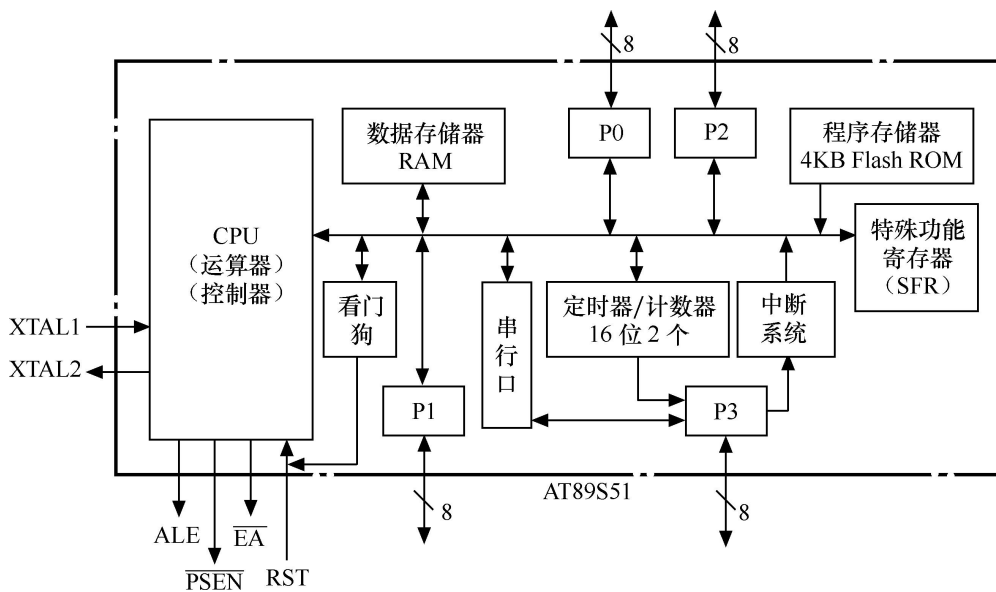 8
8
数据存储器
RAM
P0
P2
程序存储器
4KB Flash ROM
CPU
（运算器）
（控制器）
特殊功能
寄存器
（SFR）
看门
狗
串
行
口
定时器/计数器
16 位 2 个
中断
系统
XTAL1
XTAL2
P1
P3
AT89S51
8
8
ALE
E̅A̅
P̅S̅E̅N̅
RST